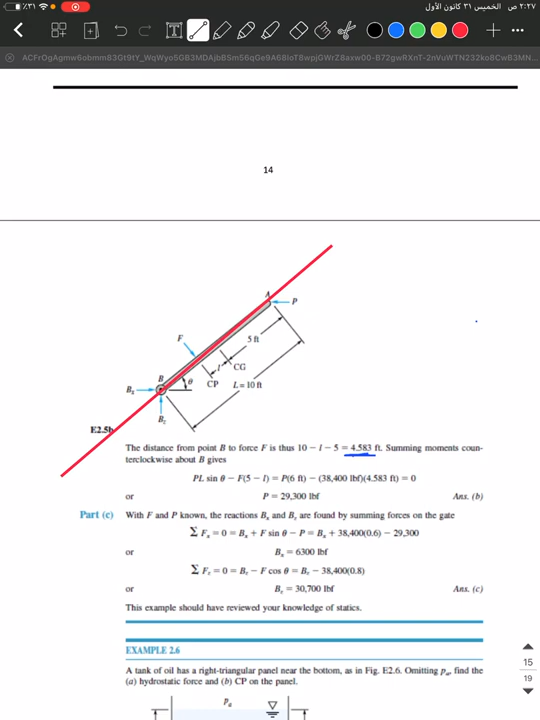 ٢:٢٧ ص الخميس ٣١ كانون الأول
٪٣١
ACFrOgAgmw6obmm83Gt9tY_WqWyo5GB3MDAjbBSm56qGe9A68IoT8wpjGWrZ8axw00-B72gwRXnT-2nVuWTN232ko8CwB3MN...
14
A
P
F
5 ft
l
CG
B
θ
CP
L = 10 ft
Bx
Bz
E2.5b
The distance from point B to force F is thus 10 − l − 5 = 4.583 ft. Summing moments coun-
terclockwise about B gives
PL sin θ − F(5 − l) = P(6 ft) − (38,400 lbf)(4.583 ft) = 0
or P = 29,300 lbf Ans. (b)
Part (c) With F and P known, the reactions Bx and Bz are found by summing forces on the gate
∑ Fx = 0 = Bx + F sin θ − P = Bx + 38,400(0.6) − 29,300
or Bx = 6300 lbf
∑ Fz = 0 = Bz − F cos θ = Bz − 38,400(0.8)
or Bz = 30,700 lbf Ans. (c)
This example should have reviewed your knowledge of statics.
EXAMPLE 2.6
A tank of oil has a right-triangular panel near the bottom, as in Fig. E2.6. Omitting pa, find the
(a) hydrostatic force and (b) CP on the panel.
Pa
15
19